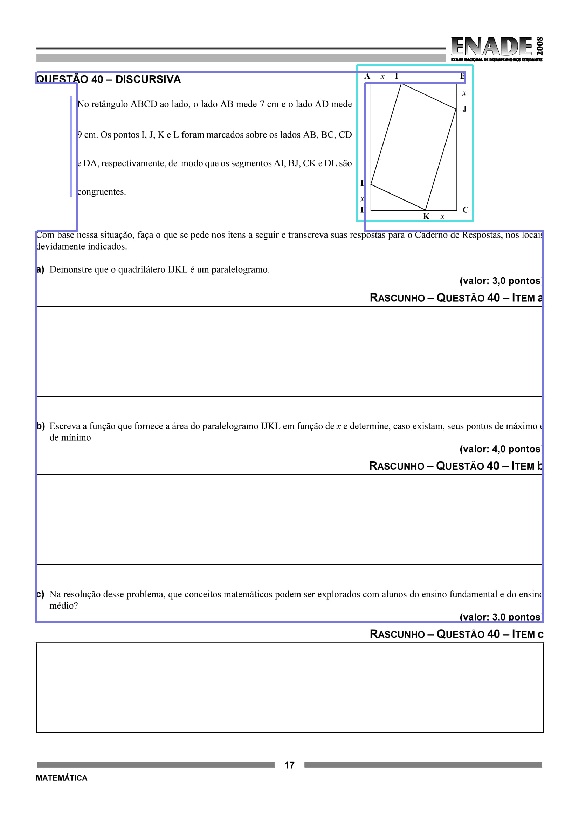 ENADE 2008
EXAME NACIONAL DE DESEMPENHO DOS ESTUDANTES
QUESTÃO 40 – DISCURSIVA
No retângulo ABCD ao lado, o lado AB mede 7 cm e o lado AD mede
9 cm. Os pontos I, J, K e L foram marcados sobre os lados AB, BC, CD
e DA, respectivamente, de modo que os segmentos AI, BJ, CK e DL são
congruentes.
A x I B
x
J
L
x
D C
K x
Com base nessa situação, faça o que se pede nos itens a seguir e transcreva suas respostas para o Caderno de Respostas, nos locais
devidamente indicados.
a) Demonstre que o quadrilátero IJKL é um paralelogramo.
(valor: 3,0 pontos
RASCUNHO – QUESTÃO 40 – ITEM a
b) Escreva a função que fornece a área do paralelogramo IJKL em função de x e determine, caso existam, seus pontos de máximo e
de mínimo
(valor: 4,0 pontos
RASCUNHO – QUESTÃO 40 – ITEM b
c) Na resolução desse problema, que conceitos matemáticos podem ser explorados com alunos do ensino fundamental e do ensino
médio?
(valor: 3,0 pontos
RASCUNHO – QUESTÃO 40 – ITEM c
17
MATEMÁTICA